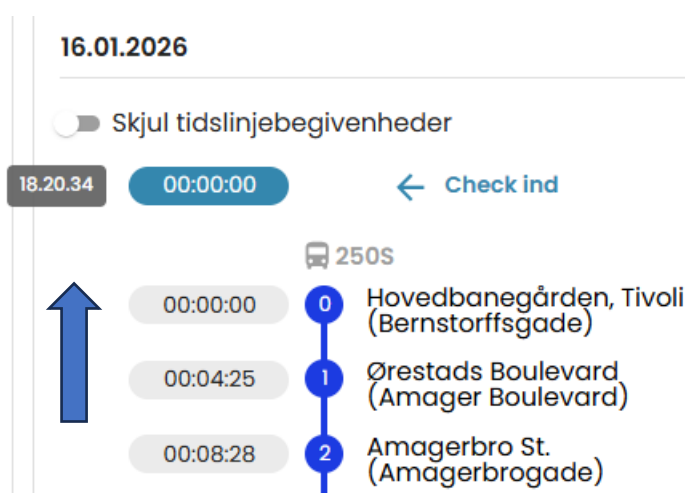 16.01.2026
Skjul tidslinjebegivenheder
18.20.34 00:00:00 Check ind
250S
00:00:00 0 Hovedbanegården, Tivoli
(Bernstorffsgade)
00:04:25 1 Ørestads Boulevard
(Amager Boulevard)
00:08:28 2 Amagerbro St.
(Amagerbrogade)